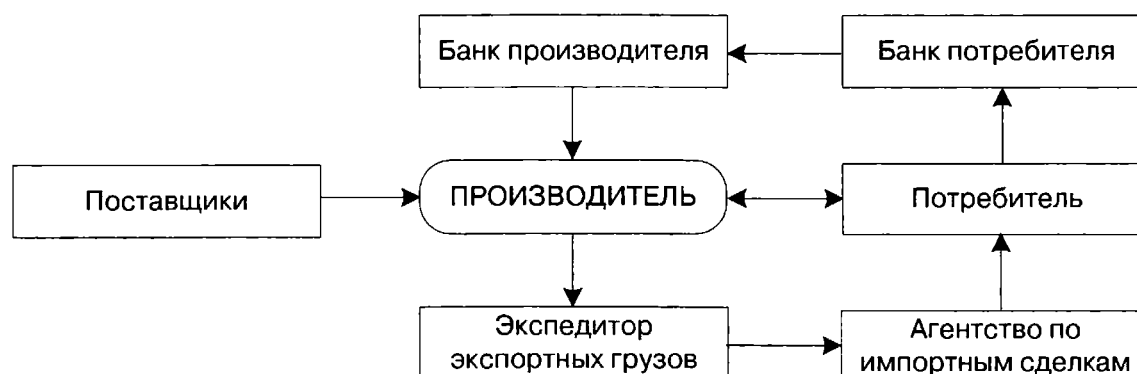 Банк производителя
Банк потребителя
Поставщики
ПРОИЗВОДИТЕЛЬ
Потребитель
Экспедитор
экспортных грузов
Агентство по
импортным сделкам